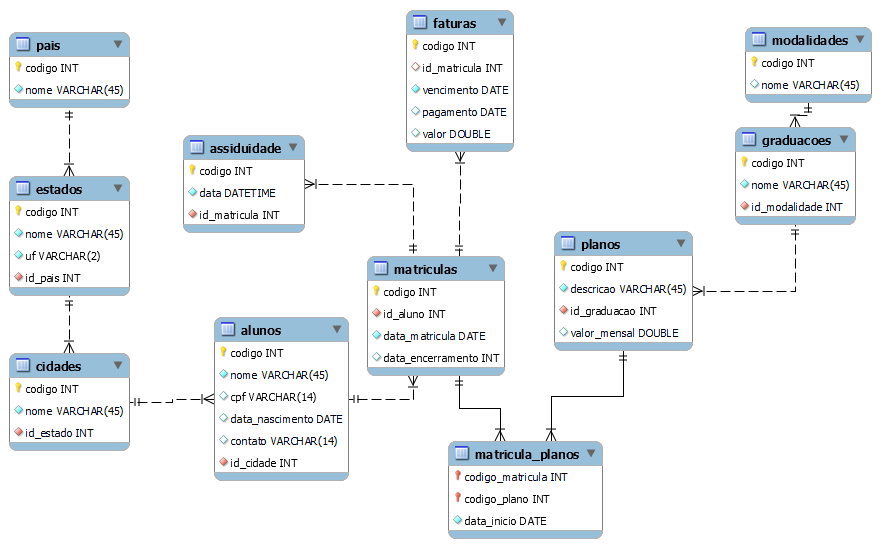 pais
codigo INT
nome VARCHAR(45)
estados
codigo INT
nome VARCHAR(45)
uf VARCHAR(2)
id_pais INT
cidades
codigo INT
nome VARCHAR(45)
id_estado INT
assiduidade
codigo INT
data DATETIME
id_matricula INT
alunos
codigo INT
nome VARCHAR(45)
cpf VARCHAR(14)
data_nascimento DATE
contato VARCHAR(14)
id_cidade INT
faturas
codigo INT
id_matricula INT
vencimento DATE
pagamento DATE
valor DOUBLE
matriculas
codigo INT
id_aluno INT
data_matricula DATE
data_encerramento INT
matricula_planos
codigo_matricula INT
codigo_plano INT
data_inicio DATE
planos
codigo INT
descricao VARCHAR(45)
id_graduacao INT
valor_mensal DOUBLE
modalidades
codigo INT
nome VARCHAR(45)
graduacoes
codigo INT
nome VARCHAR(45)
id_modalidade INT